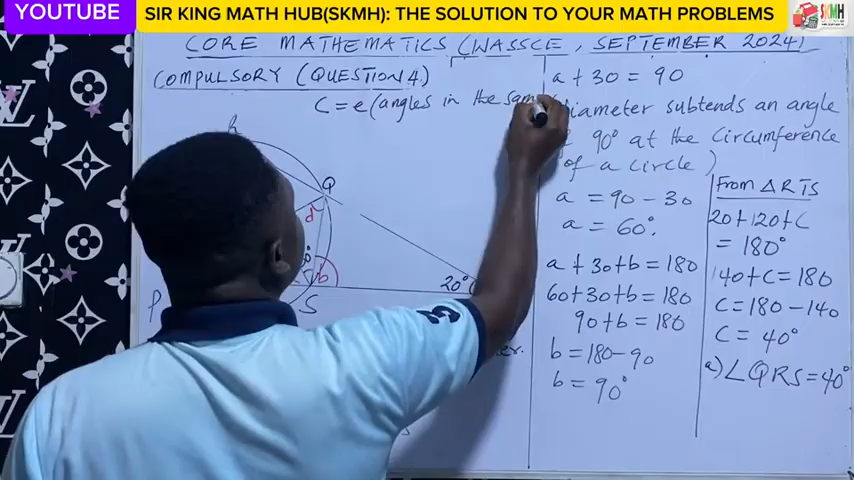 YOUTUBE
SIR KING MATH HUB(SKMH): THE SOLUTION TO YOUR MATH PROBLEMS
SKMH
CORE MATHEMATICS (WASSCE, SEPTEMBER 2024)
COMPULSORY (QUESTION 4)
C = e (angles in the same
R
Q
d
b
20°
P
S
a + 30 = 90
diameter subtends an angle
90° at the circumference
of a circle)
a = 90 - 30
a = 60°.
a + 30 + b = 180
60 + 30 + b = 180
90 + b = 180
b = 180 - 90
b = 90°
From △RTS
20 + 120 + C
= 180°
140 + C = 180
C = 180 - 140
C = 40°
a) ∠QRS = 40°